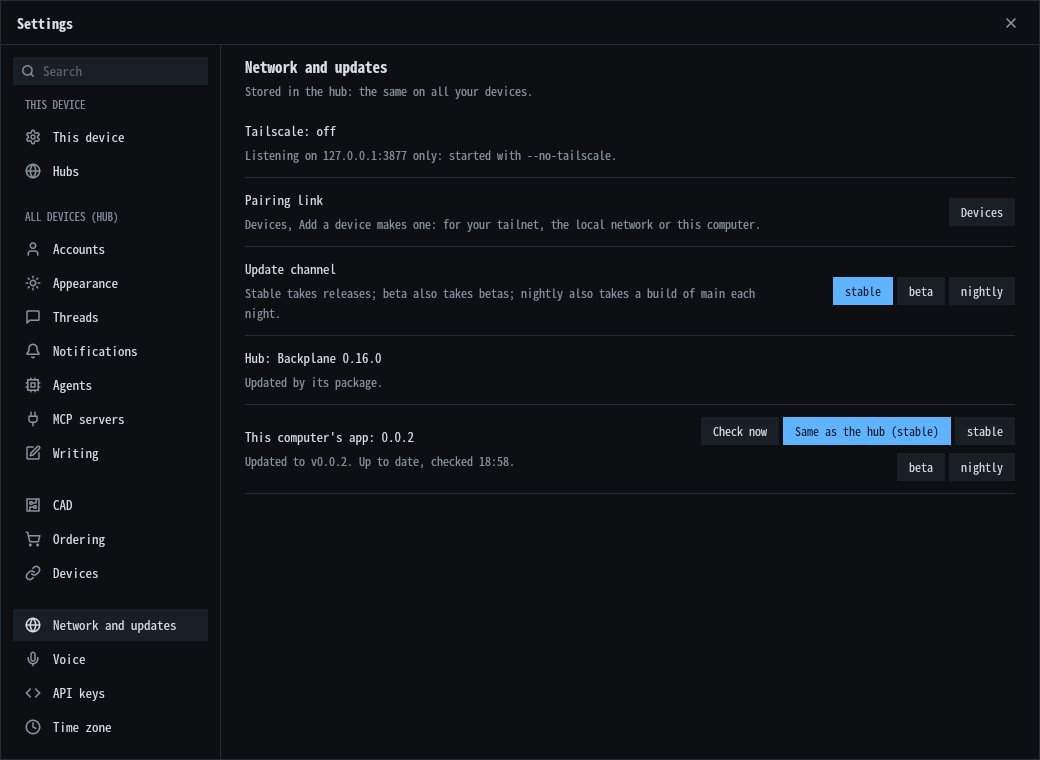 Settings
Search
THIS DEVICE
This device
Hubs
ALL DEVICES (HUB)
Accounts
Appearance
Threads
Notifications
Agents
MCP servers
Writing
CAD
Ordering
Devices
Network and updates
Voice
API keys
Time zone
Network and updates
Stored in the hub: the same on all your devices.
Tailscale: off
Listening on 127.0.0.1:3877 only: started with --no-tailscale.
Pairing link
Devices, Add a device makes one: for your tailnet, the local network or this computer.
Devices
Update channel
Stable takes releases; beta also takes betas; nightly also takes a build of main each
night.
stable beta nightly
Hub: Backplane 0.16.0
Updated by its package.
This computer's app: 0.0.2
Updated to v0.0.2. Up to date, checked 18:58.
Check now Same as the hub (stable) stable
beta nightly